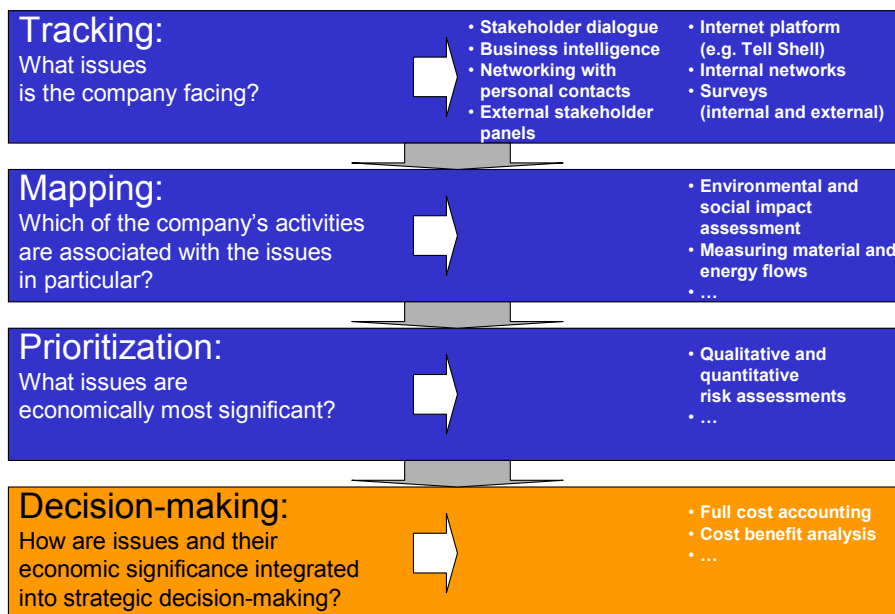 Tracking:
What issues
is the company facing?
• Stakeholder dialogue
• Business intelligence
• Networking with
personal contacts
• External stakeholder
panels
• Internet platform
(e.g. Tell Shell)
• Internal networks
• Surveys
(internal and external)
Mapping:
Which of the company's activities
are associated with the issues
in particular?
• Environmental and
social impact
assessment
• Measuring material and
energy flows
• …
Prioritization:
What issues are
economically most significant?
• Qualitative and
quantitative
risk assessments
• …
Decision-making:
How are issues and their
economic significance integrated
into strategic decision-making?
• Full cost accounting
• Cost benefit analysis
• …